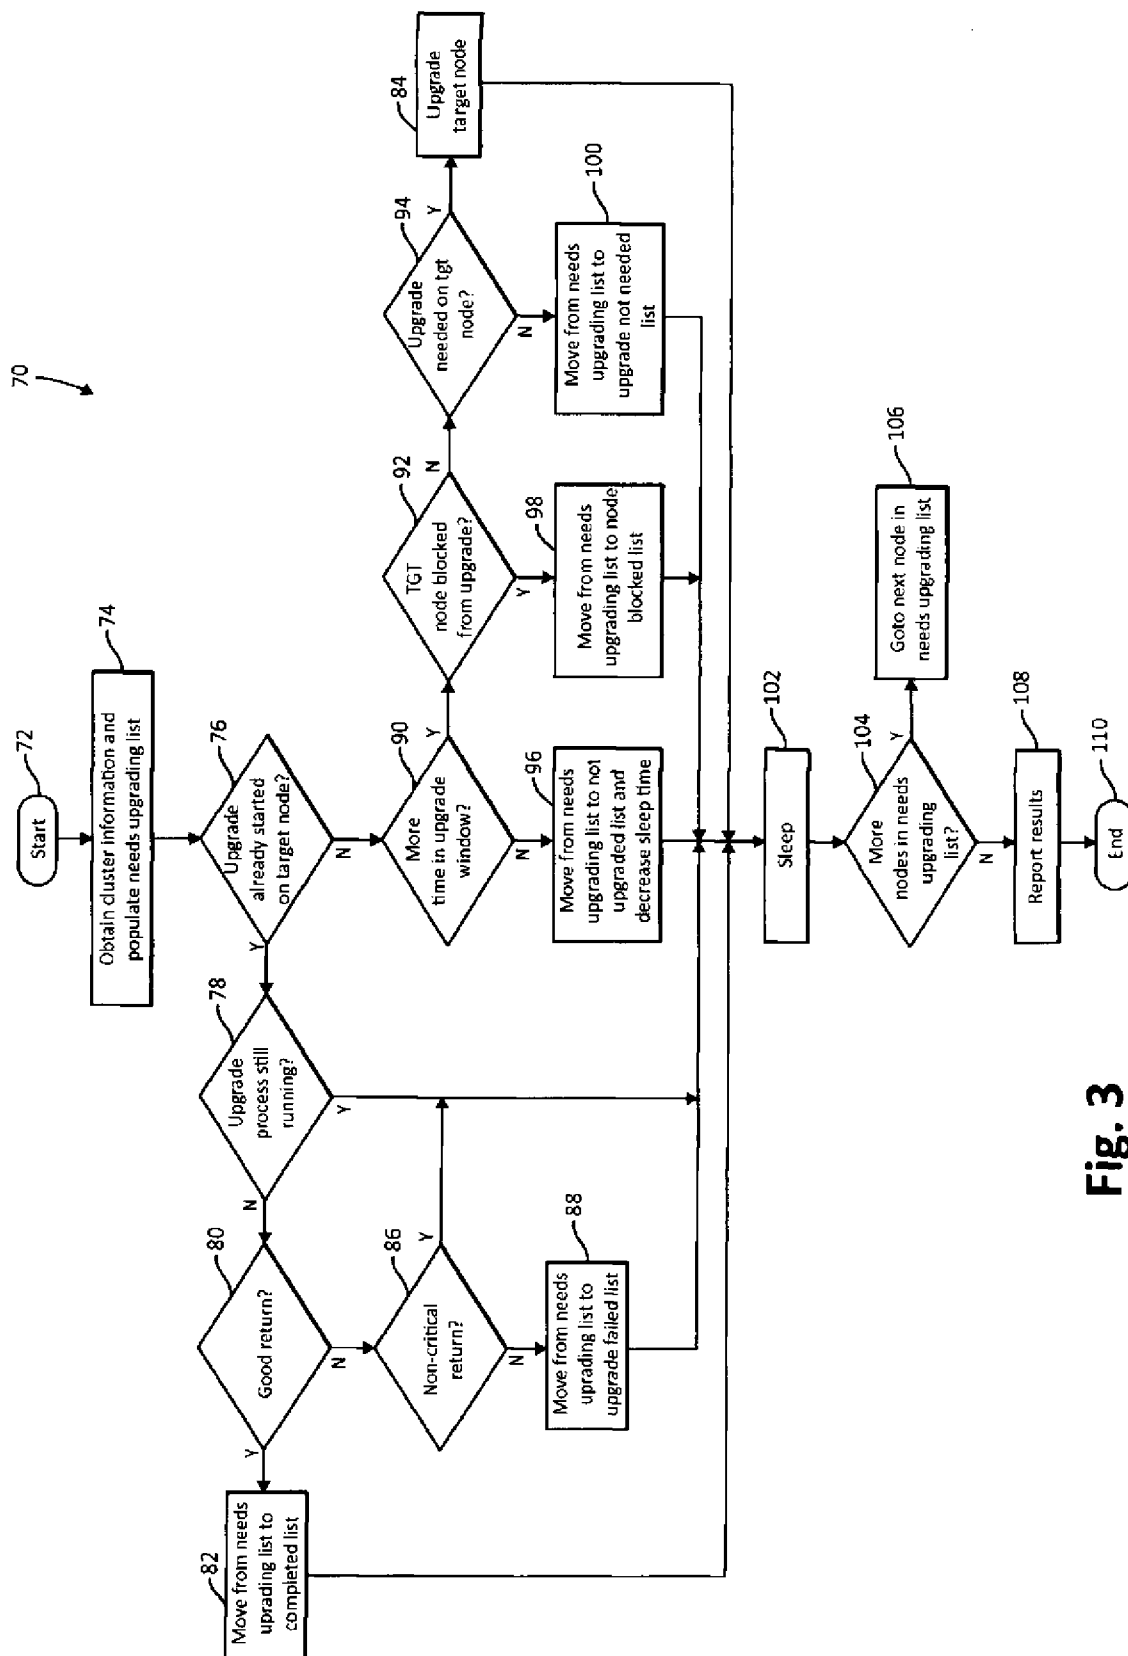 70
72
Start
74
Obtain cluster information and
populate needs upgrading list
76
Upgrade
already started
on target node?
Y
N
78
Upgrade
process still
running?
N
Y
80
Good return?
Y
N
82
Move from needs
uprading list to
completed list
86
Non-critical
return?
Y
N
88
Move from needs
uprading list to
upgrade failed list
90
More
time in upgrade
window?
Y
N
92
TGT
node blocked
from upgrade?
N
Y
94
Upgrade
needed on tgt
node?
Y
N
84
Upgrade
target node
96
Move from needs
upgrading list to not
upgraded list and
decrease sleep time
98
Move from needs
upgrading list to node
blocked list
100
Move from needs
upgrading list to
upgrade not needed
list
102
Sleep
104
More
nodes in needs
upgrading
list?
Y
N
106
Goto next node in
needs upgrading list
108
Report results
110
End
Fig. 3